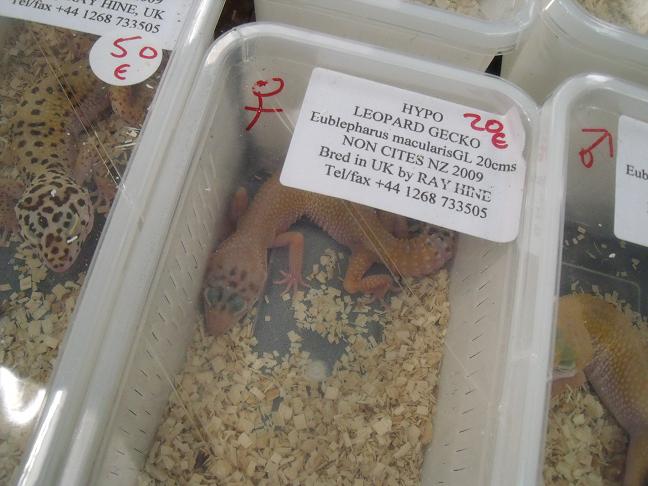 RAY HINE, UK
Tel/fax +44 1268 733505
50
€
♀
HYPO
LEOPARD GECKO
20
€
Eublepharus macularisGL 20cms
NON CITES NZ 2009
Bred in UK by RAY HINE
Tel/fax +44 1268 733505
♂
Eub